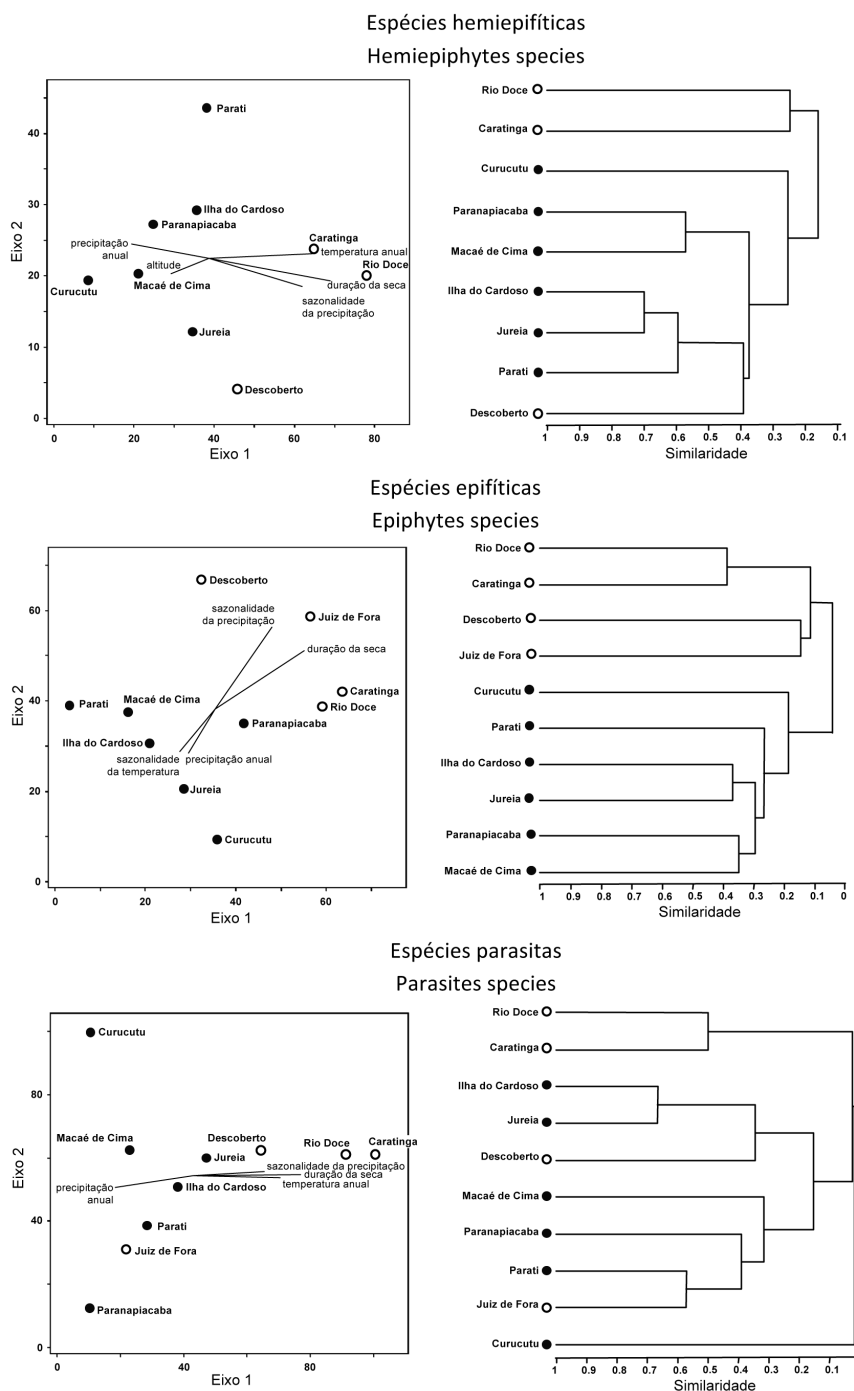 Espécies hemiepifíticas
Hemiepiphytes species
Eixo 2
40
30
20
10
0
Parati
Ilha do Cardoso
Paranapiacaba
Caratinga
precipitação
anual
temperatura anual
altitude
Rio Doce
Macaé de Cima
duração da seca
Curucutu
sazonalidade
da precipitação
Jureia
Descoberto
0 20 40 60 80
Eixo 1
Rio Doce
Caratinga
Curucutu
Paranapiacaba
Macaé de Cima
Ilha do Cardoso
Jureia
Parati
Descoberto
1 0.9 0.8 0.7 0.6 0.5 0.4 0.3 0.2 0.1
Similaridade
Espécies epifíticas
Epiphytes species
Eixo 2
60
40
20
0
Descoberto
sazonalidade
da precipitação
Juiz de Fora
duração da seca
Parati
Macaé de Cima
Caratinga
Rio Doce
Paranapiacaba
Ilha do Cardoso
sazonalidade
da temperatura
precipitação anual
Jureia
Curucutu
0 20 40 60
Eixo 1
Rio Doce
Caratinga
Descoberto
Juiz de Fora
Curucutu
Parati
Ilha do Cardoso
Jureia
Paranapiacaba
Macaé de Cima
1 0.9 0.8 0.7 0.6 0.5 0.4 0.3 0.2 0.1 0
Similaridade
Espécies parasitas
Parasites species
Eixo 2
80
40
0
Curucutu
Macaé de Cima
Descoberto
Rio Doce
Caratinga
Jureia
sazonalidade da precipitação
duração da seca
temperatura anual
precipitação
anual
Ilha do Cardoso
Parati
Juiz de Fora
Paranapiacaba
0 40 80
Eixo 1
Rio Doce
Caratinga
Ilha do Cardoso
Jureia
Descoberto
Macaé de Cima
Paranapiacaba
Parati
Juiz de Fora
Curucutu
1 0.9 0.8 0.7 0.6 0.5 0.4 0.3 0.2 0.1
Similaridade